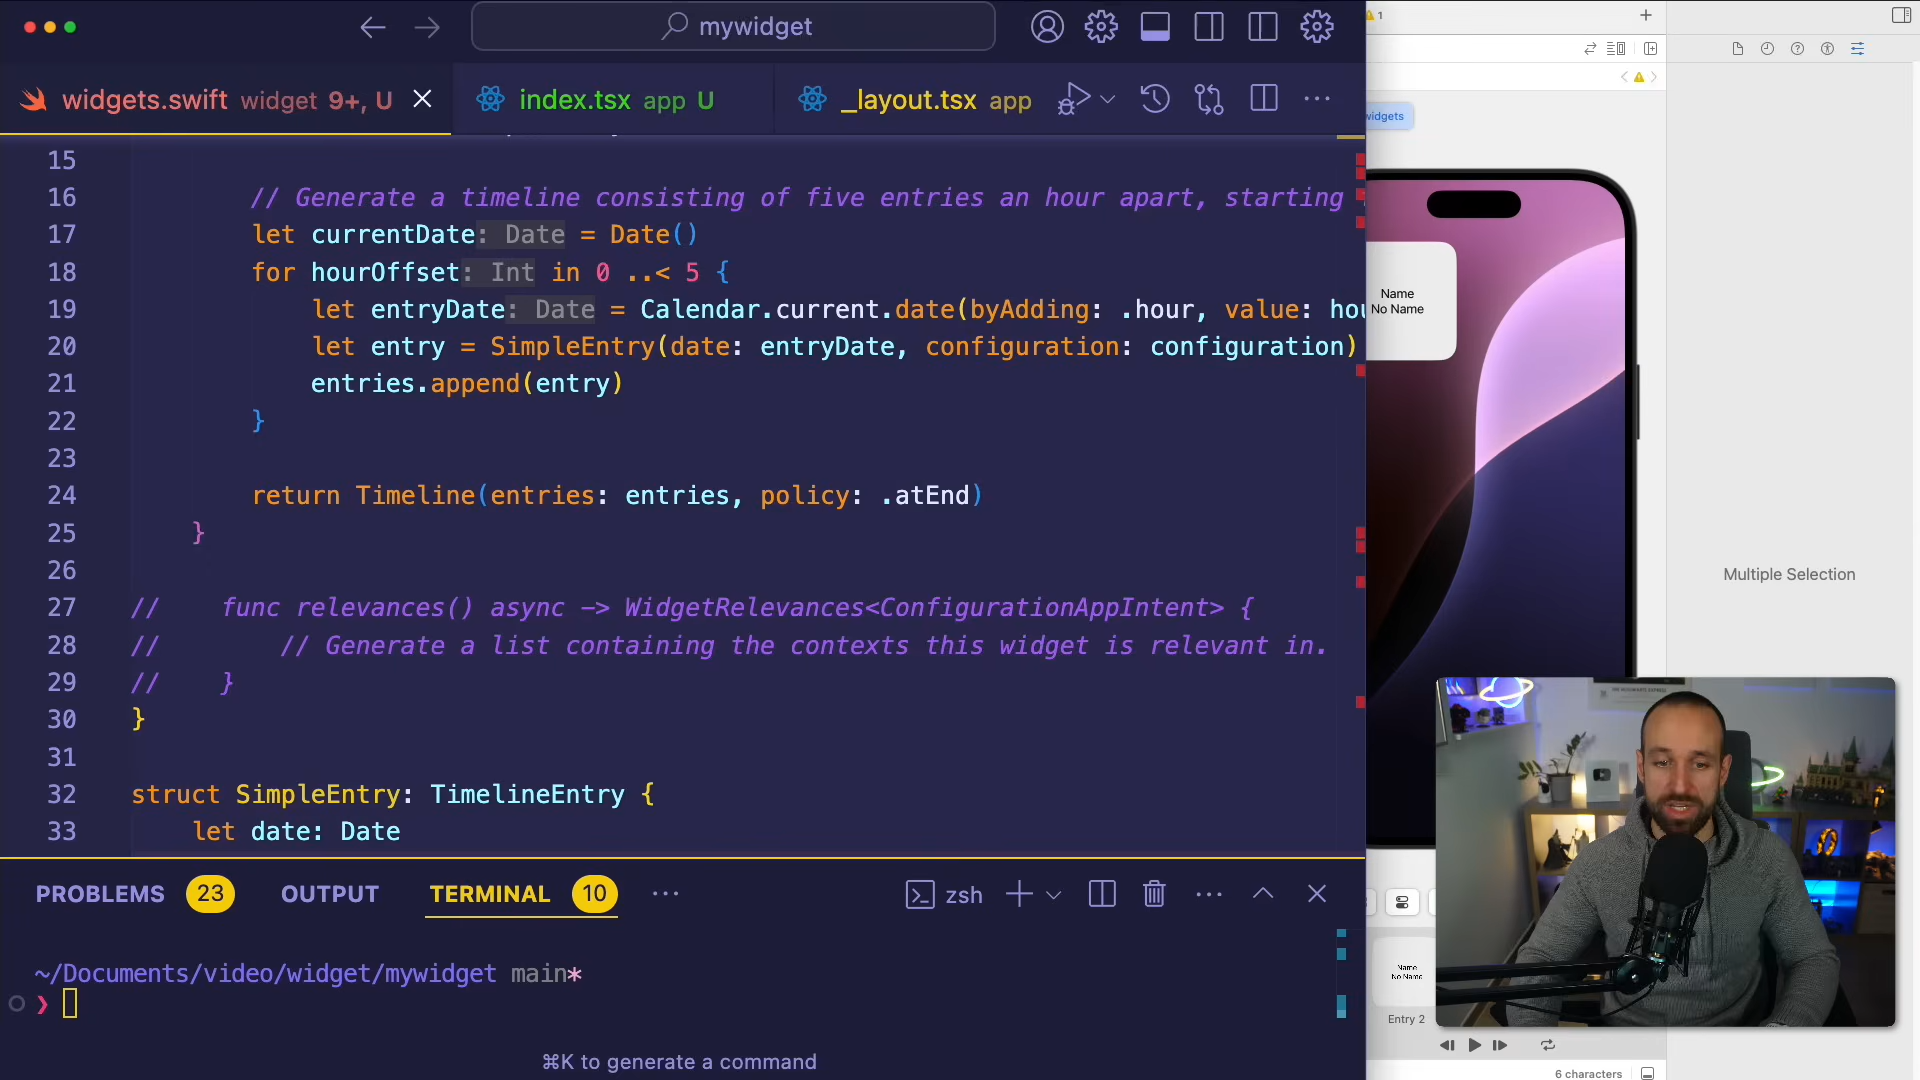 mywidget
widgets.swift widget 9+, U
index.tsx app U
_layout.tsx app
15
16 // Generate a timeline consisting of five entries an hour apart, starting
17 let currentDate: Date = Date()
18 for hourOffset: Int in 0 ..< 5 {
19 let entryDate: Date = Calendar.current.date(byAdding: .hour, value: hou
20 let entry = SimpleEntry(date: entryDate, configuration: configuration)
21 entries.append(entry)
22 }
23
24 return Timeline(entries: entries, policy: .atEnd)
25 }
26
27 // func relevances() async -> WidgetRelevances<ConfigurationAppIntent> {
28 // // Generate a list containing the contexts this widget is relevant in.
29 // }
30 }
31
32 struct SimpleEntry: TimelineEntry {
33 let date: Date
PROBLEMS 23 OUTPUT TERMINAL 10 ...
zsh
~/Documents/video/widget/mywidget main*
❯
⌘K to generate a command
1
widgets
Name
No Name
Multiple Selection
Name
No Name
Entry 2
6 characters